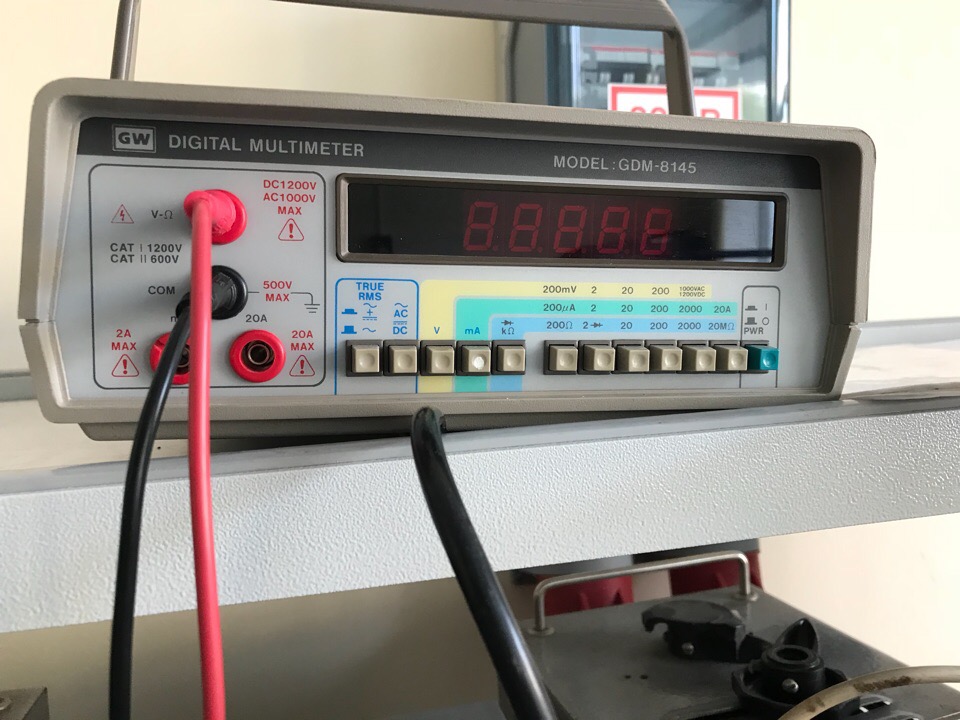 GW DIGITAL MULTIMETER
MODEL : GDM-8145
DC1200V
AC1000V
MAX
V-Ω
CAT I 1200V
CAT II 600V
COM
500V
MAX
20A
2A
MAX
20A
MAX
TRUE
RMS
AC
DC
V
mA
kΩ
200mV 2 20 200 1000VAC
1200VDC
200µA 2 20 200 2000 20A
200Ω 2 20 200 2000 20MΩ
I
O
PWR